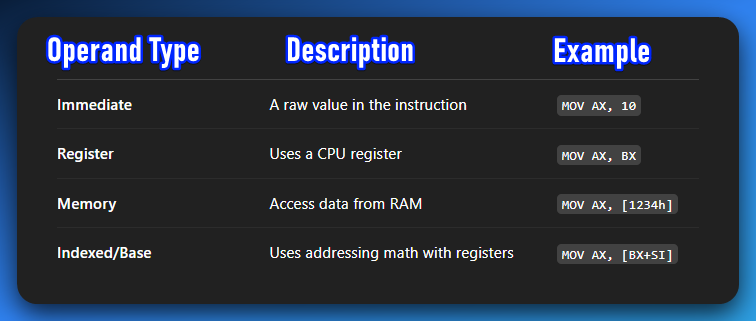 Operand Type Description Example
Immediate A raw value in the instruction MOV AX, 10
Register Uses a CPU register MOV AX, BX
Memory Access data from RAM MOV AX, [1234h]
Indexed/Base Uses addressing math with registers MOV AX, [BX+SI]